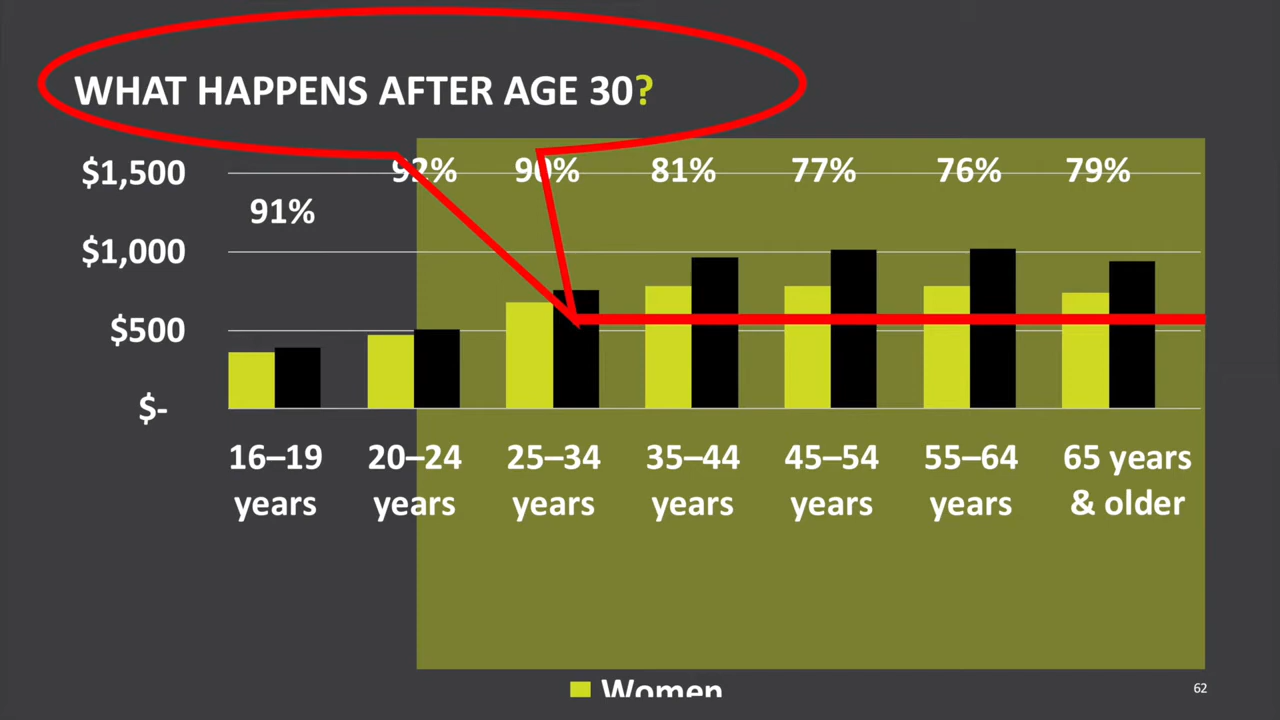 WHAT HAPPENS AFTER AGE 30?
$1,500
92%
90%
81%
77%
76%
79%
91%
$1,000
$500
$-
16–19 years
20–24 years
25–34 years
35–44 years
45–54 years
55–64 years
65 years & older
Women
62